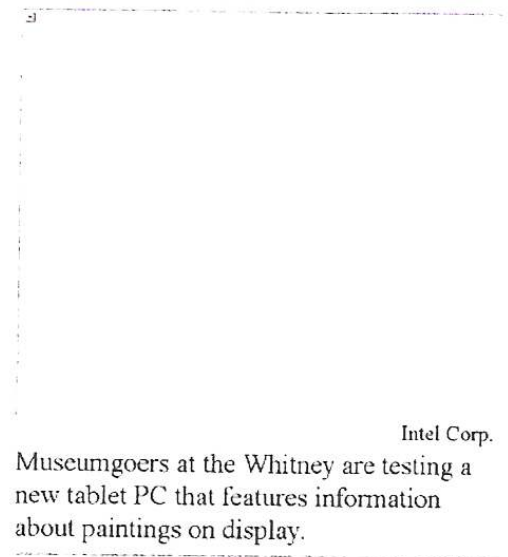 Intel Corp.
Museumgoers at the Whitney are testing a
new tablet PC that features information
about paintings on display.